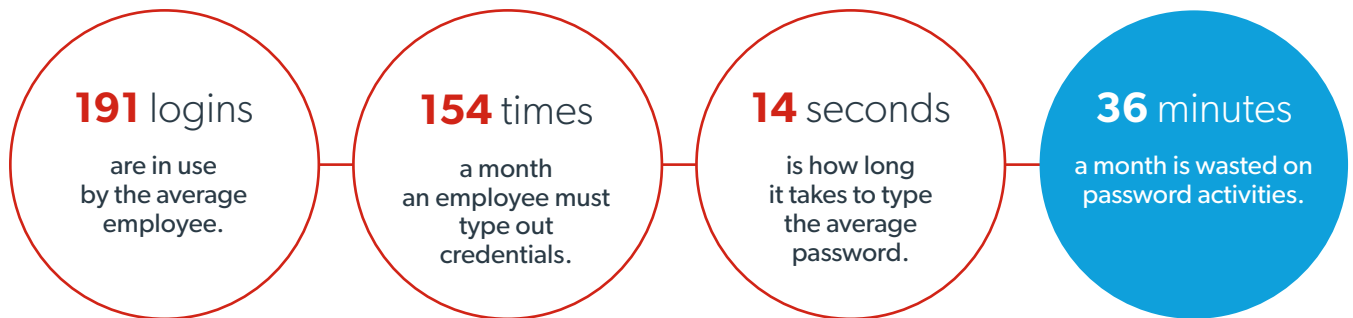 191 logins
are in use
by the average
employee.
154 times
a month
an employee must
type out
credentials.
14 seconds
is how long
it takes to type
the average
password.
36 minutes
a month is wasted on
password activities.